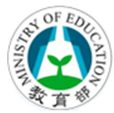 MINISTRY OF EDUCATION
教育部